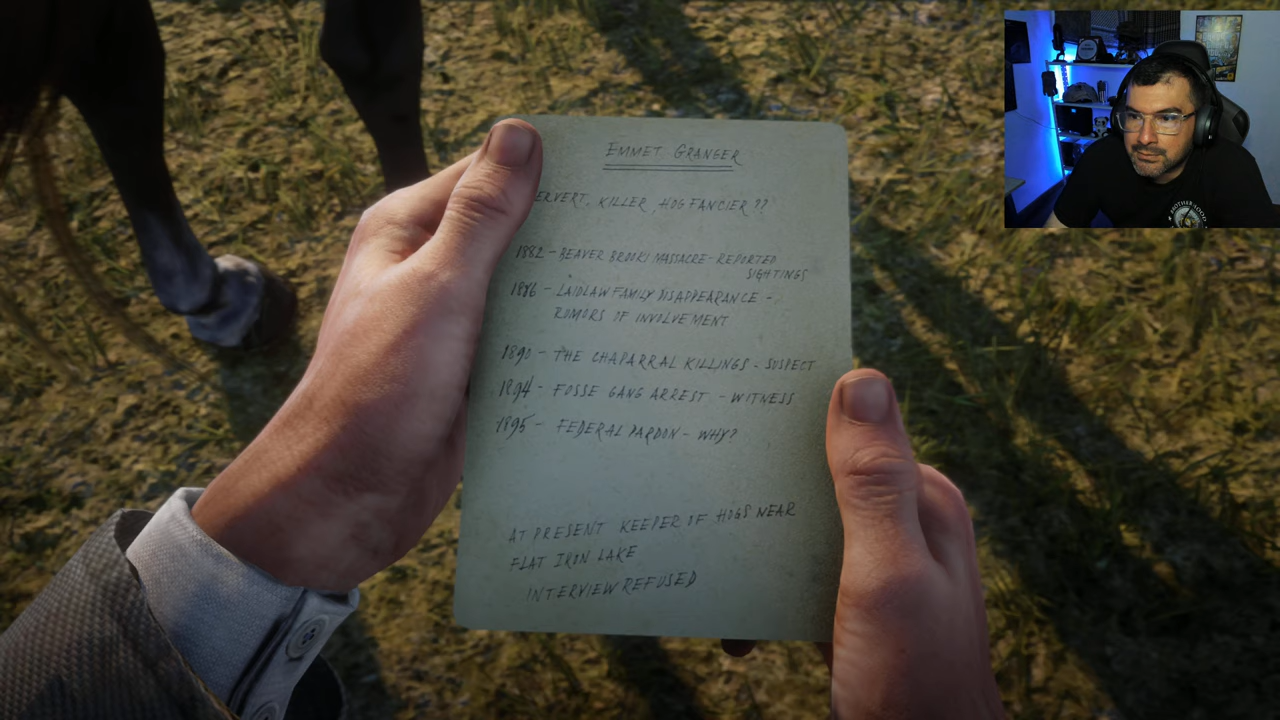 EMMET GRANGER
ERVERT, KILLER, HOG FANCIER ??
1882 - BEAVER BROOK MASSACRE - REPORTED
SIGHTINGS
1886 - LAIDLAW FAMILY DISAPPEARANCE -
RUMORS OF INVOLVEMENT
1890 - THE CHAPARRAL KILLINGS - SUSPECT
1894 - FOSSE GANG ARREST - WITNESS
1895 - FEDERAL PARDON - WHY?
AT PRESENT KEEPER OF HOGS NEAR
FLAT IRON LAKE
INTERVIEW REFUSED